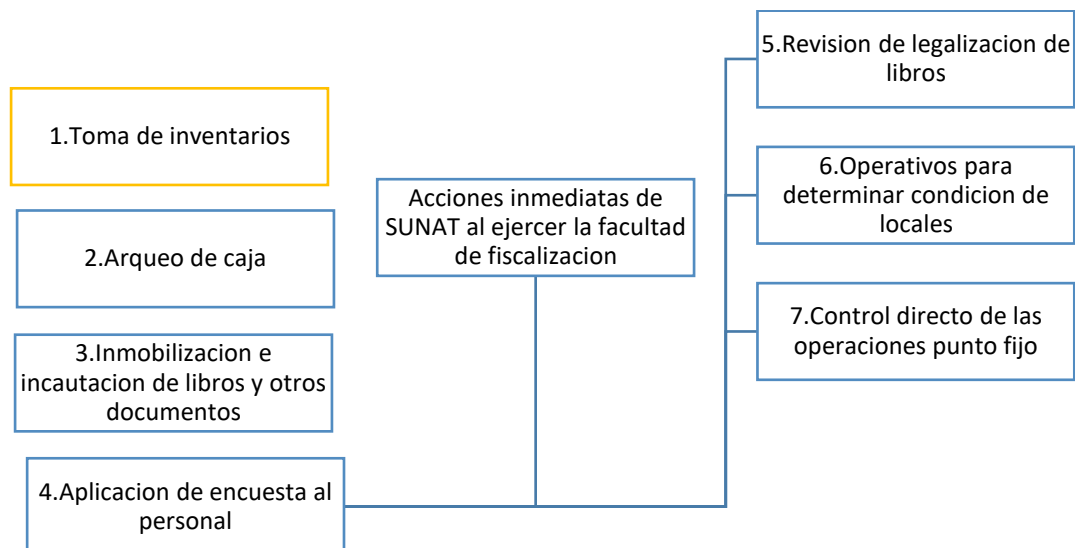 1.Toma de inventarios
2.Arqueo de caja
3.Inmobilizacion e
incautacion de libros y otros
documentos
4.Aplicacion de encuesta al
personal
Acciones inmediatas de
SUNAT al ejercer la facultad
de fiscalizacion
5.Revision de legalizacion de
libros
6.Operativos para
determinar condicion de
locales
7.Control directo de las
operaciones punto fijo